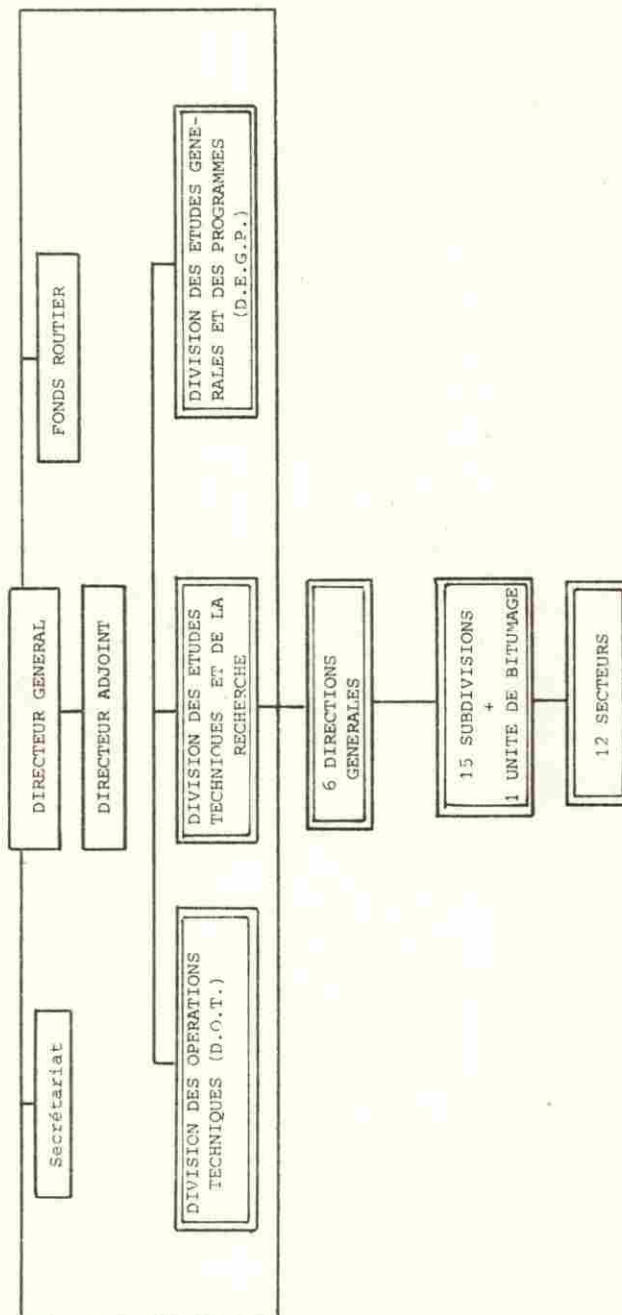 DIRECTEUR GENERAL
Secrétariat
FONDS ROUTIER
DIRECTEUR ADJOINT
DIVISION DES OPERATIONS
TECHNIQUES (D.O.T.)
DIVISION DES ETUDES
TECHNIQUES ET DE LA
RECHERCHE
DIVISION DES ETUDES GENE-
RALES ET DES PROGRAMMES
(D.E.G.P.)
6 DIRECTIONS
GENERALES
15 SUBDIVISIONS
+
1 UNITE DE BITUMAGE
12 SECTEURS